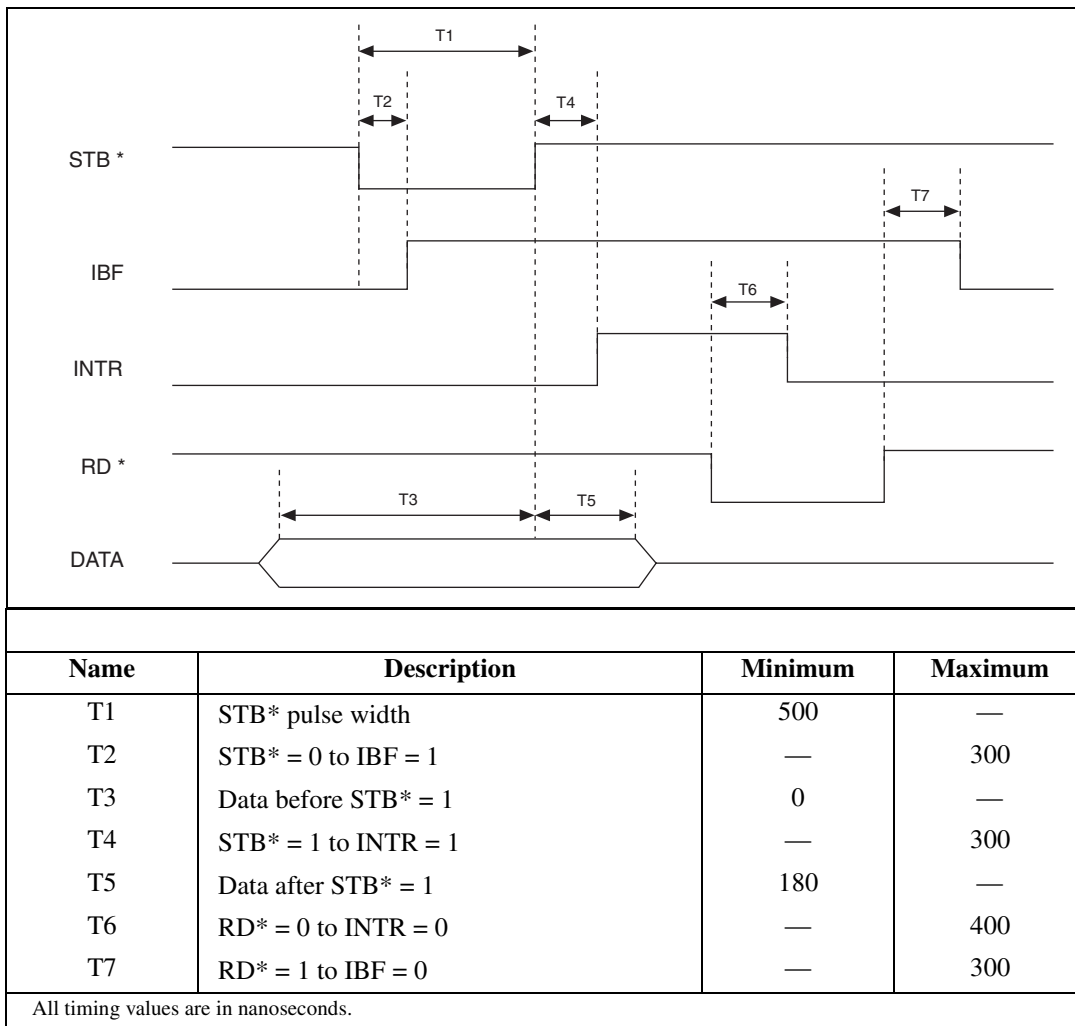 T1
T2 T4
STB *
T7
IBF
T6
INTR
RD *
T3 T5
DATA
Name Description Minimum Maximum
T1 STB* pulse width 500 —
T2 STB* = 0 to IBF = 1 — 300
T3 Data before STB* = 1 0 —
T4 STB* = 1 to INTR = 1 — 300
T5 Data after STB* = 1 180 —
T6 RD* = 0 to INTR = 0 — 400
T7 RD* = 1 to IBF = 0 — 300
All timing values are in nanoseconds.